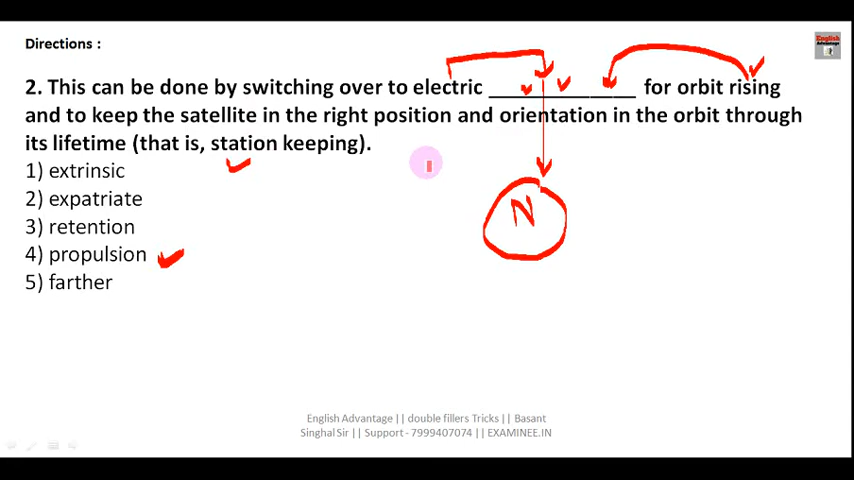 English
Advantage
Directions :
2. This can be done by switching over to electric ______________ for orbit rising
and to keep the satellite in the right position and orientation in the orbit through
its lifetime (that is, station keeping).
1) extrinsic
2) expatriate
3) retention
4) propulsion
5) farther
N
English Advantage || double fillers Tricks || Basant
Singhal Sir || Support - 7999407074 || EXAMINEE.IN